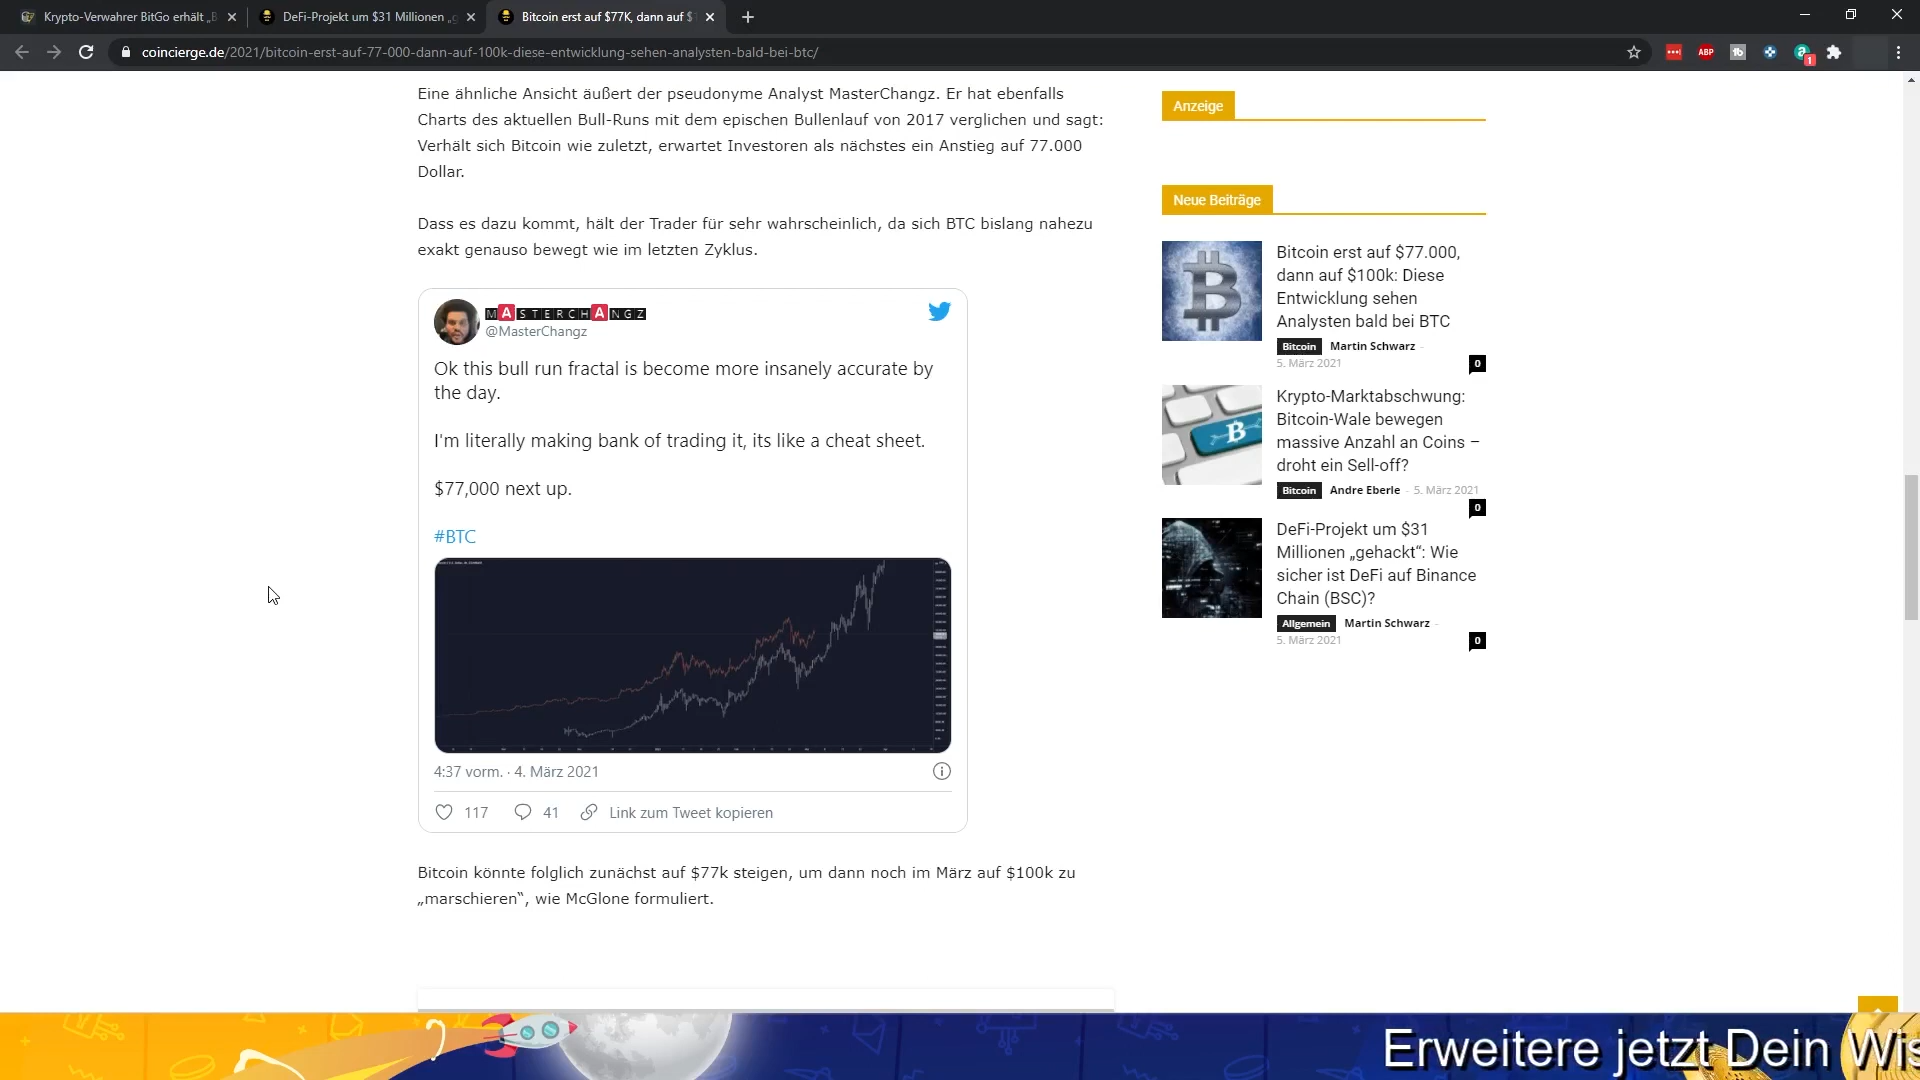 Krypto-Verwahrer BitGo erhält „B
DeFi-Projekt um $31 Millionen „g
Bitcoin erst auf $77K, dann auf $1
coincierge.de/2021/bitcoin-erst-auf-77-000-dann-auf-100k-diese-entwicklung-sehen-analysten-bald-bei-btc/
ABP
1
Eine ähnliche Ansicht äußert der pseudonyme Analyst MasterChangz. Er hat ebenfalls
Charts des aktuellen Bull-Runs mit dem epischen Bullenlauf von 2017 verglichen und sagt:
Verhält sich Bitcoin wie zuletzt, erwartet Investoren als nächstes ein Anstieg auf 77.000
Dollar.
Dass es dazu kommt, hält der Trader für sehr wahrscheinlich, da sich BTC bislang nahezu
exakt genauso bewegt wie im letzten Zyklus.
MASTERCHANGZ
@MasterChangz
Ok this bull run fractal is become more insanely accurate by
the day.
I'm literally making bank of trading it, its like a cheat sheet.
$77,000 next up.
#BTC
4:37 vorm. · 4. März 2021
117
41
Link zum Tweet kopieren
Bitcoin könnte folglich zunächst auf $77k steigen, um dann noch im März auf $100k zu
„marschieren“, wie McGlone formuliert.
Anzeige
Neue Beiträge
Bitcoin erst auf $77.000,
dann auf $100k: Diese
Entwicklung sehen
Analysten bald bei BTC
Bitcoin Martin Schwarz -
5. März 2021
0
Krypto-Marktabschwung:
Bitcoin-Wale bewegen
massive Anzahl an Coins –
droht ein Sell-off?
Bitcoin Andre Eberle - 5. März 2021
0
DeFi-Projekt um $31
Millionen „gehackt“: Wie
sicher ist DeFi auf Binance
Chain (BSC)?
Allgemein Martin Schwarz -
5. März 2021
0
Erweitere jetzt Dein Wis